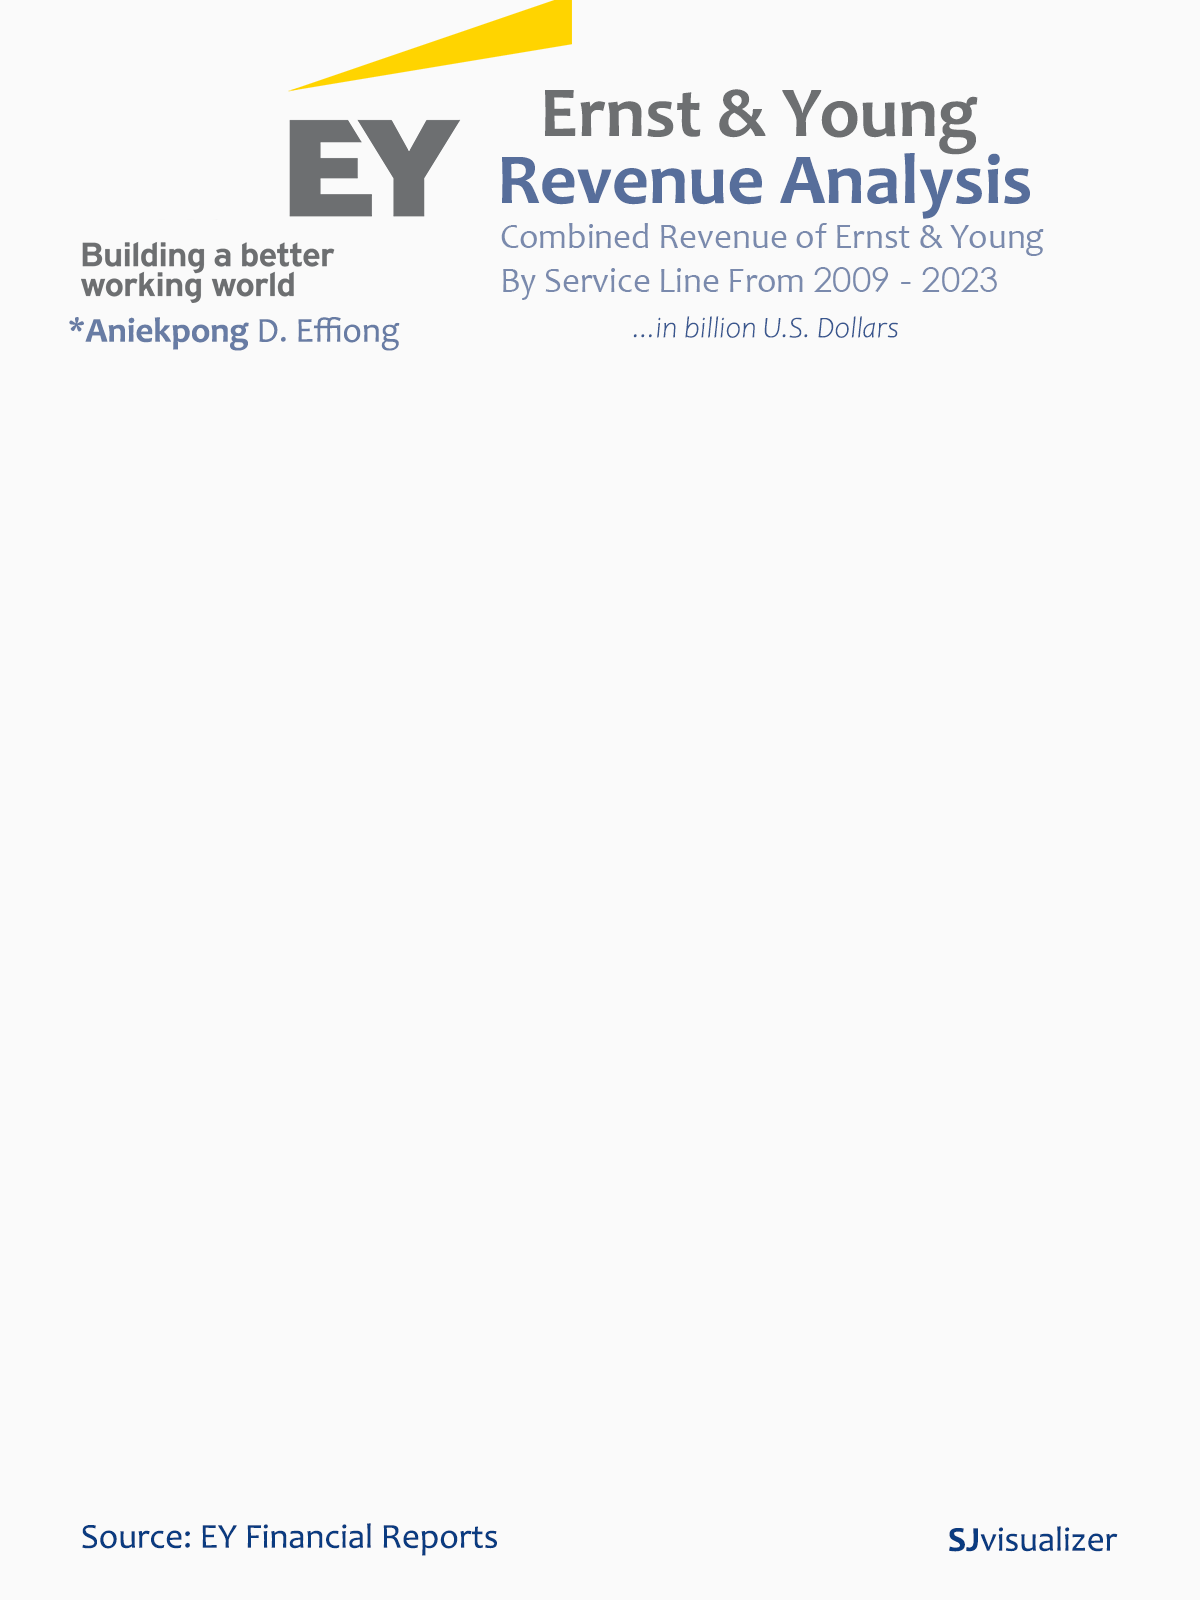 EY
Building a better
working world
*Aniekpong D. Effiong
Ernst & Young
Revenue Analysis
Combined Revenue of Ernst & Young
By Service Line From 2009 - 2023
...in billion U.S. Dollars
Source: EY Financial Reports
SJvisualizer